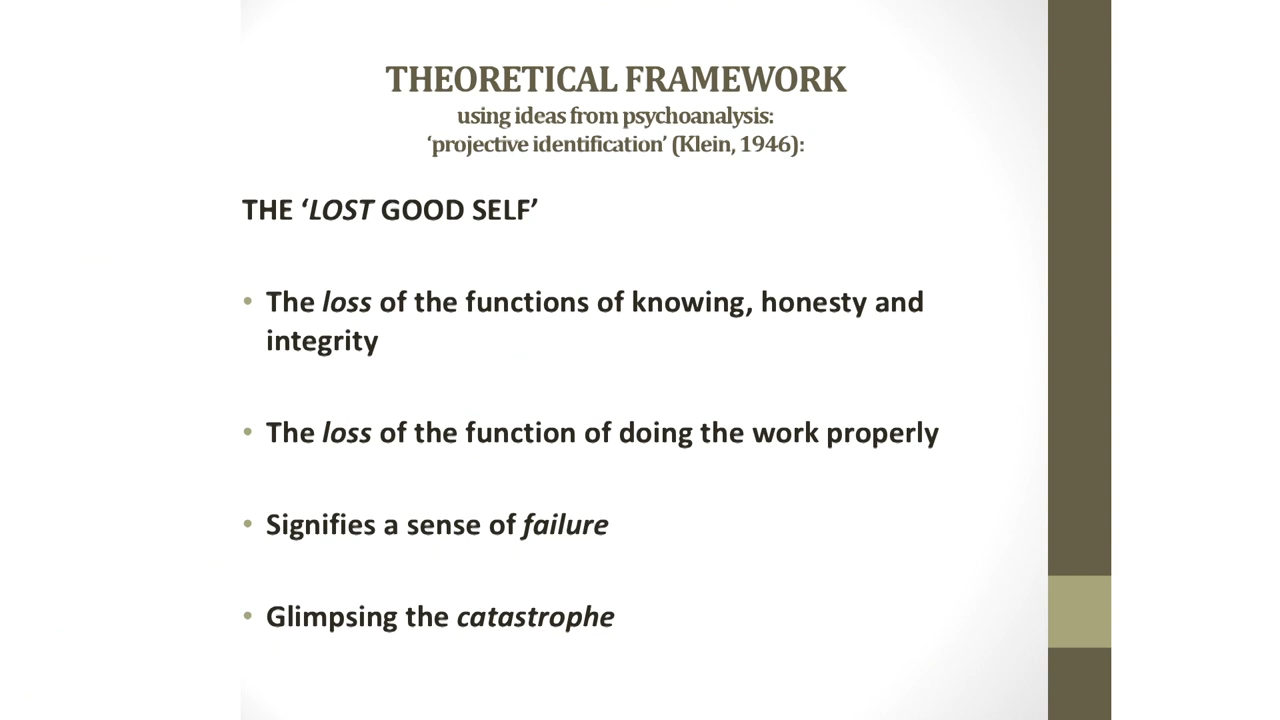 THEORETICAL FRAMEWORK
using ideas from psychoanalysis:
‘projective identification’ (Klein, 1946):
THE ‘LOST GOOD SELF’
• The loss of the functions of knowing, honesty and
integrity
• The loss of the function of doing the work properly
• Signifies a sense of failure
• Glimpsing the catastrophe